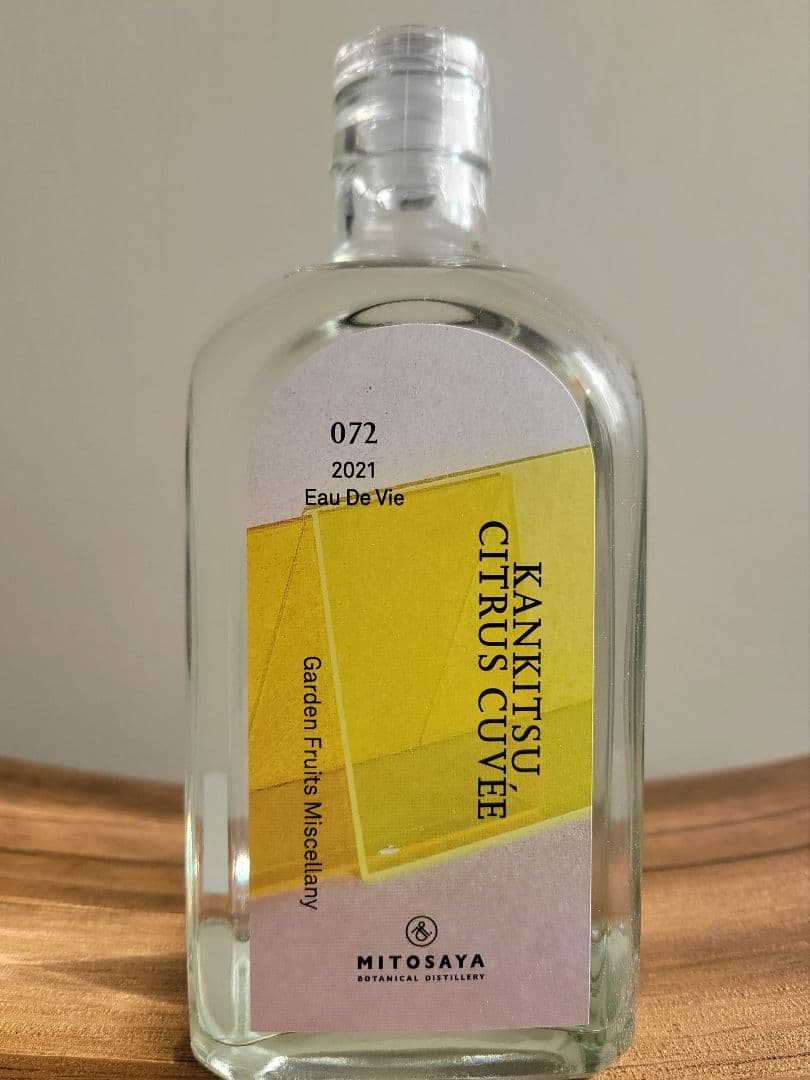 072
2021
Eau De Vie
KANKITSU
CITRUS CUVÉE
Garden Fruits Miscellany
MITOSAYA
BOTANICAL DISTILLERY